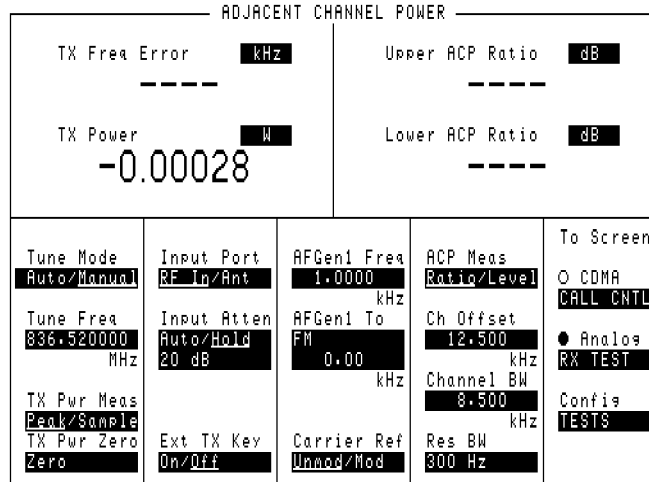 ADJACENT CHANNEL POWER
TX Freq Error kHz
----
Upper ACP Ratio dB
----
TX Power W
-0.00028
Lower ACP Ratio dB
----
Tune Mode
Auto/Manual
Tune Freq
836.520000
MHz
TX Pwr Meas
Peak/Sample
TX Pwr Zero
Zero
Input Port
RF In/Ant
Input Atten
Auto/Hold
20 dB
Ext TX Key
On/Off
AFGen1 Freq
1.0000
kHz
AFGen1 To
FM
0.00
kHz
Carrier Ref
Unmod/Mod
ACP Meas
Ratio/Level
Ch Offset
12.500
kHz
Channel BW
8.500
kHz
Res BW
300 Hz
To Screen
CDMA
CALL CNTL
Analog
RX TEST
Config
TESTS